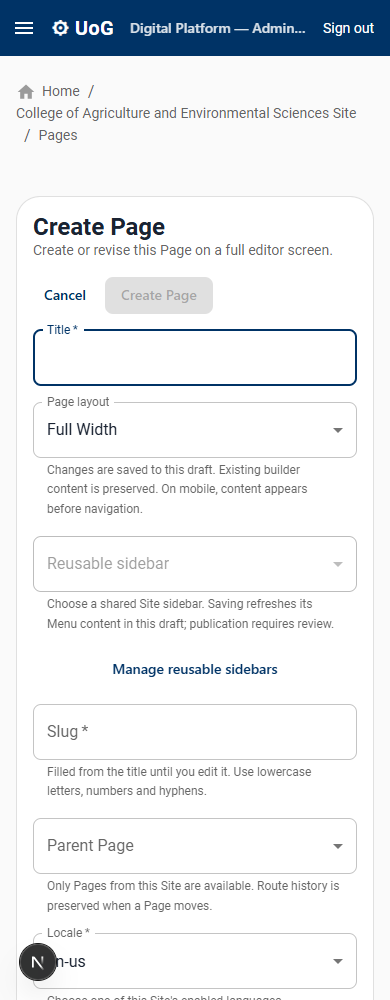 UoG
Digital Platform — Admin...
Sign out
Home /
College of Agriculture and Environmental Sciences Site
/ Pages
Create Page
Create or revise this Page on a full editor screen.
Cancel
Create Page
Title *
Page layout
Full Width
Changes are saved to this draft. Existing builder
content is preserved. On mobile, content appears
before navigation.
Reusable sidebar
Choose a shared Site sidebar. Saving refreshes its
Menu content in this draft; publication requires review.
Manage reusable sidebars
Slug *
Filled from the title until you edit it. Use lowercase
letters, numbers and hyphens.
Parent Page
Only Pages from this Site are available. Route history is
preserved when a Page moves.
Locale *
N
n-us